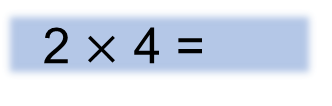 2 × 4 =